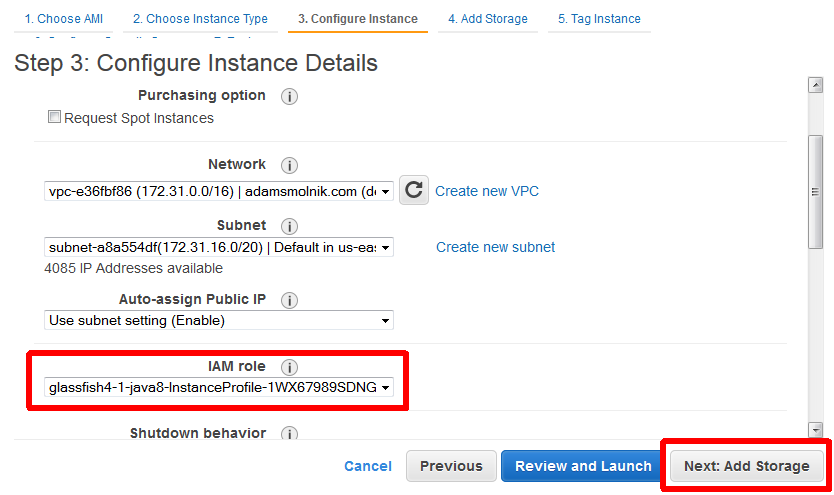 1. Choose AMI 2. Choose Instance Type 3. Configure Instance 4. Add Storage 5. Tag Instance
Step 3: Configure Instance Details
Purchasing option
Request Spot Instances
Network
vpc-e36fbf86 (172.31.0.0/16) | adamsmolnik.com (de
Create new VPC
Subnet
subnet-a8a554df(172.31.16.0/20) | Default in us-eas
Create new subnet
4085 IP Addresses available
Auto-assign Public IP
Use subnet setting (Enable)
IAM role
glassfish4-1-java8-InstanceProfile-1WX67989SDNG
Shutdown behavior
Cancel Previous Review and Launch Next: Add Storage